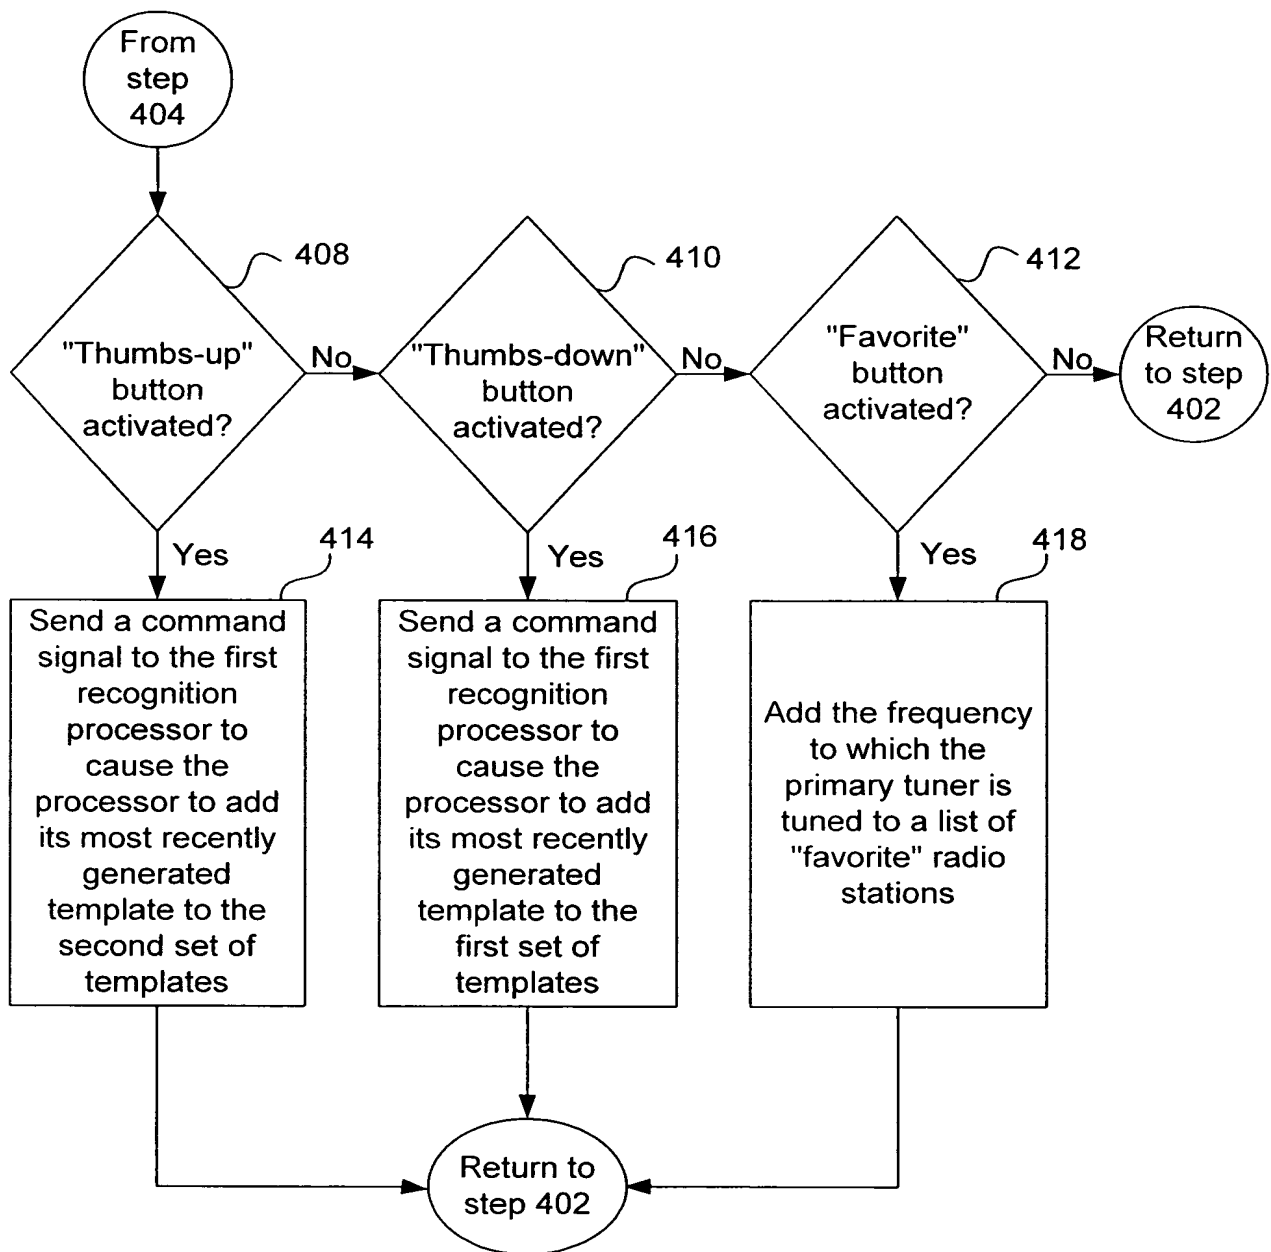 From
step
404
408
410
412
"Thumbs-up"
button
activated?
No
"Thumbs-down"
button
activated?
No
"Favorite"
button
activated?
No
Return
to step
402
Yes
414
Yes
416
Yes
418
Send a command
signal to the first
recognition
processor to
cause the
processor to add
its most recently
generated
template to the
second set of
templates
Send a command
signal to the first
recognition
processor to
cause the
processor to add
its most recently
generated
template to the
first set of
templates
Add the frequency
to which the
primary tuner is
tuned to a list of
"favorite" radio
stations
Return to
step 402